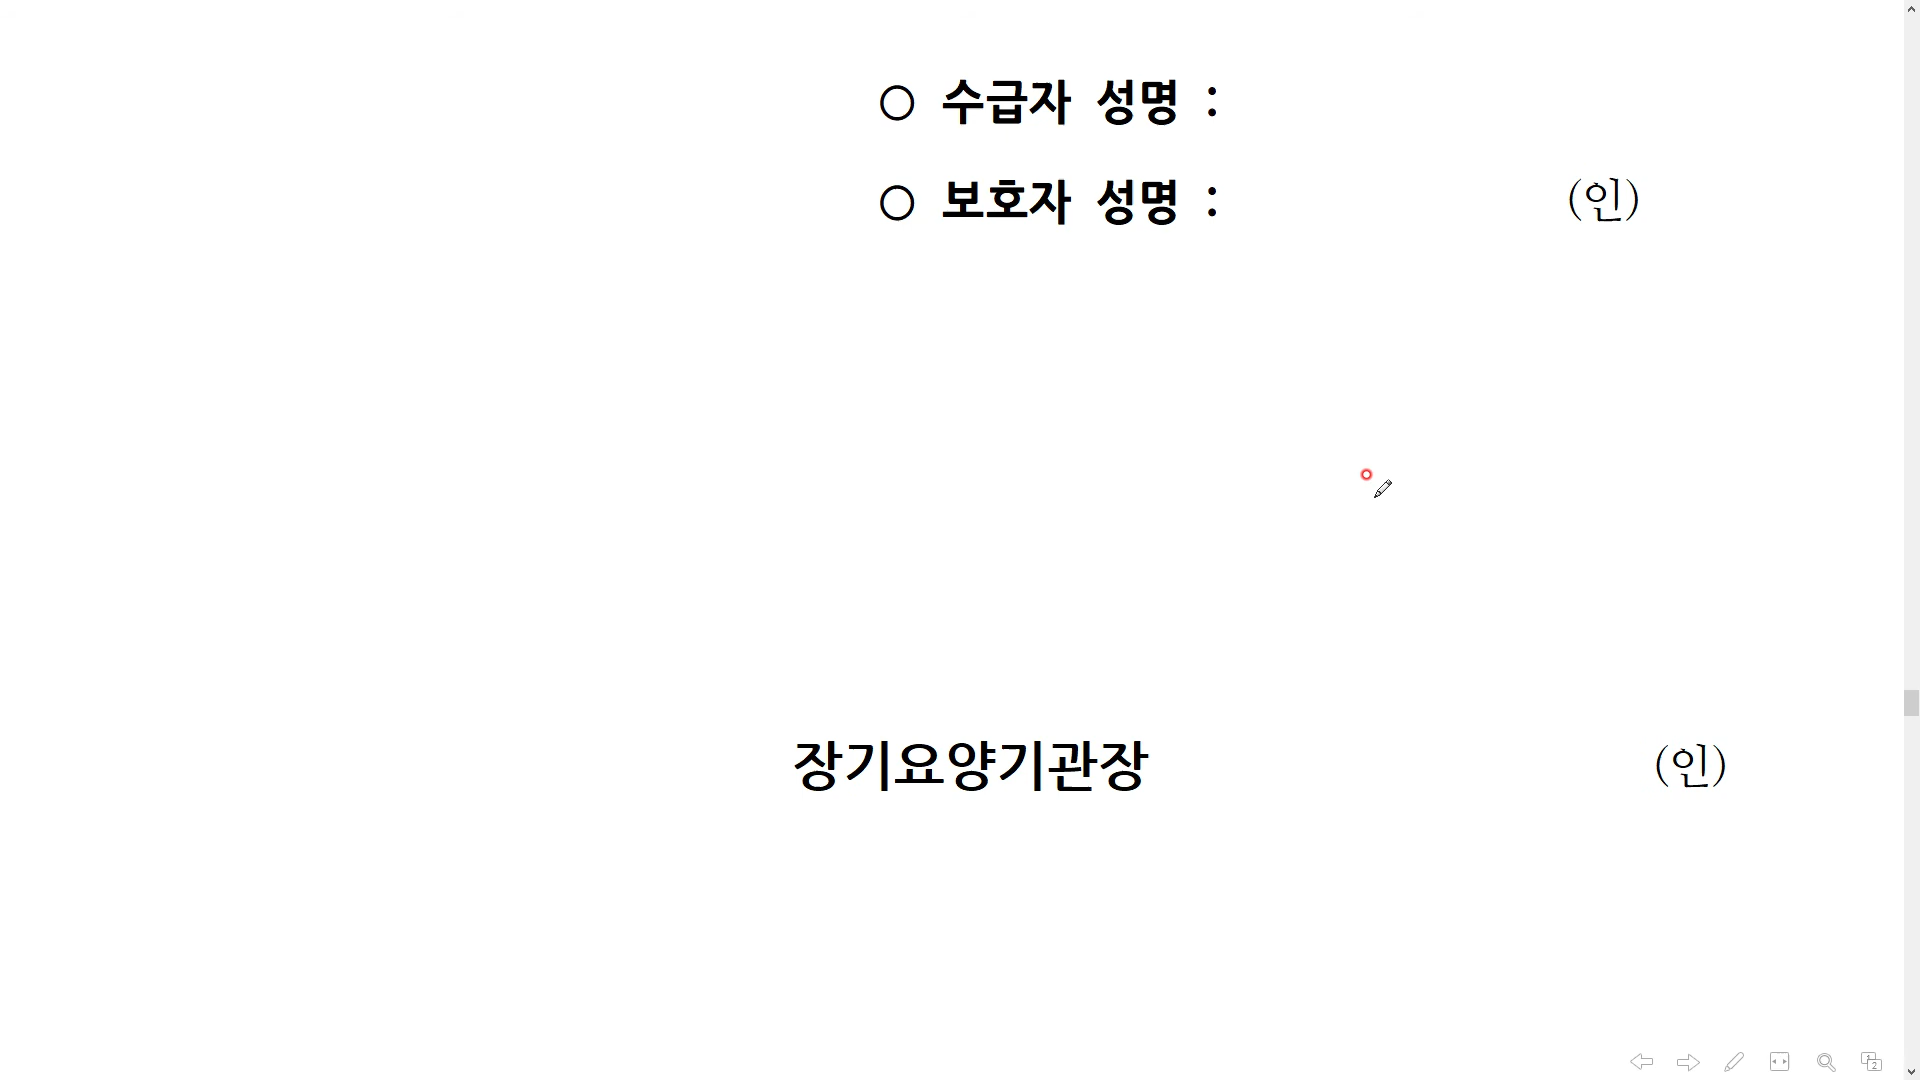 ○ 수급자 성명 :
○ 보호자 성명 : (인)
장기요양기관장 (인)